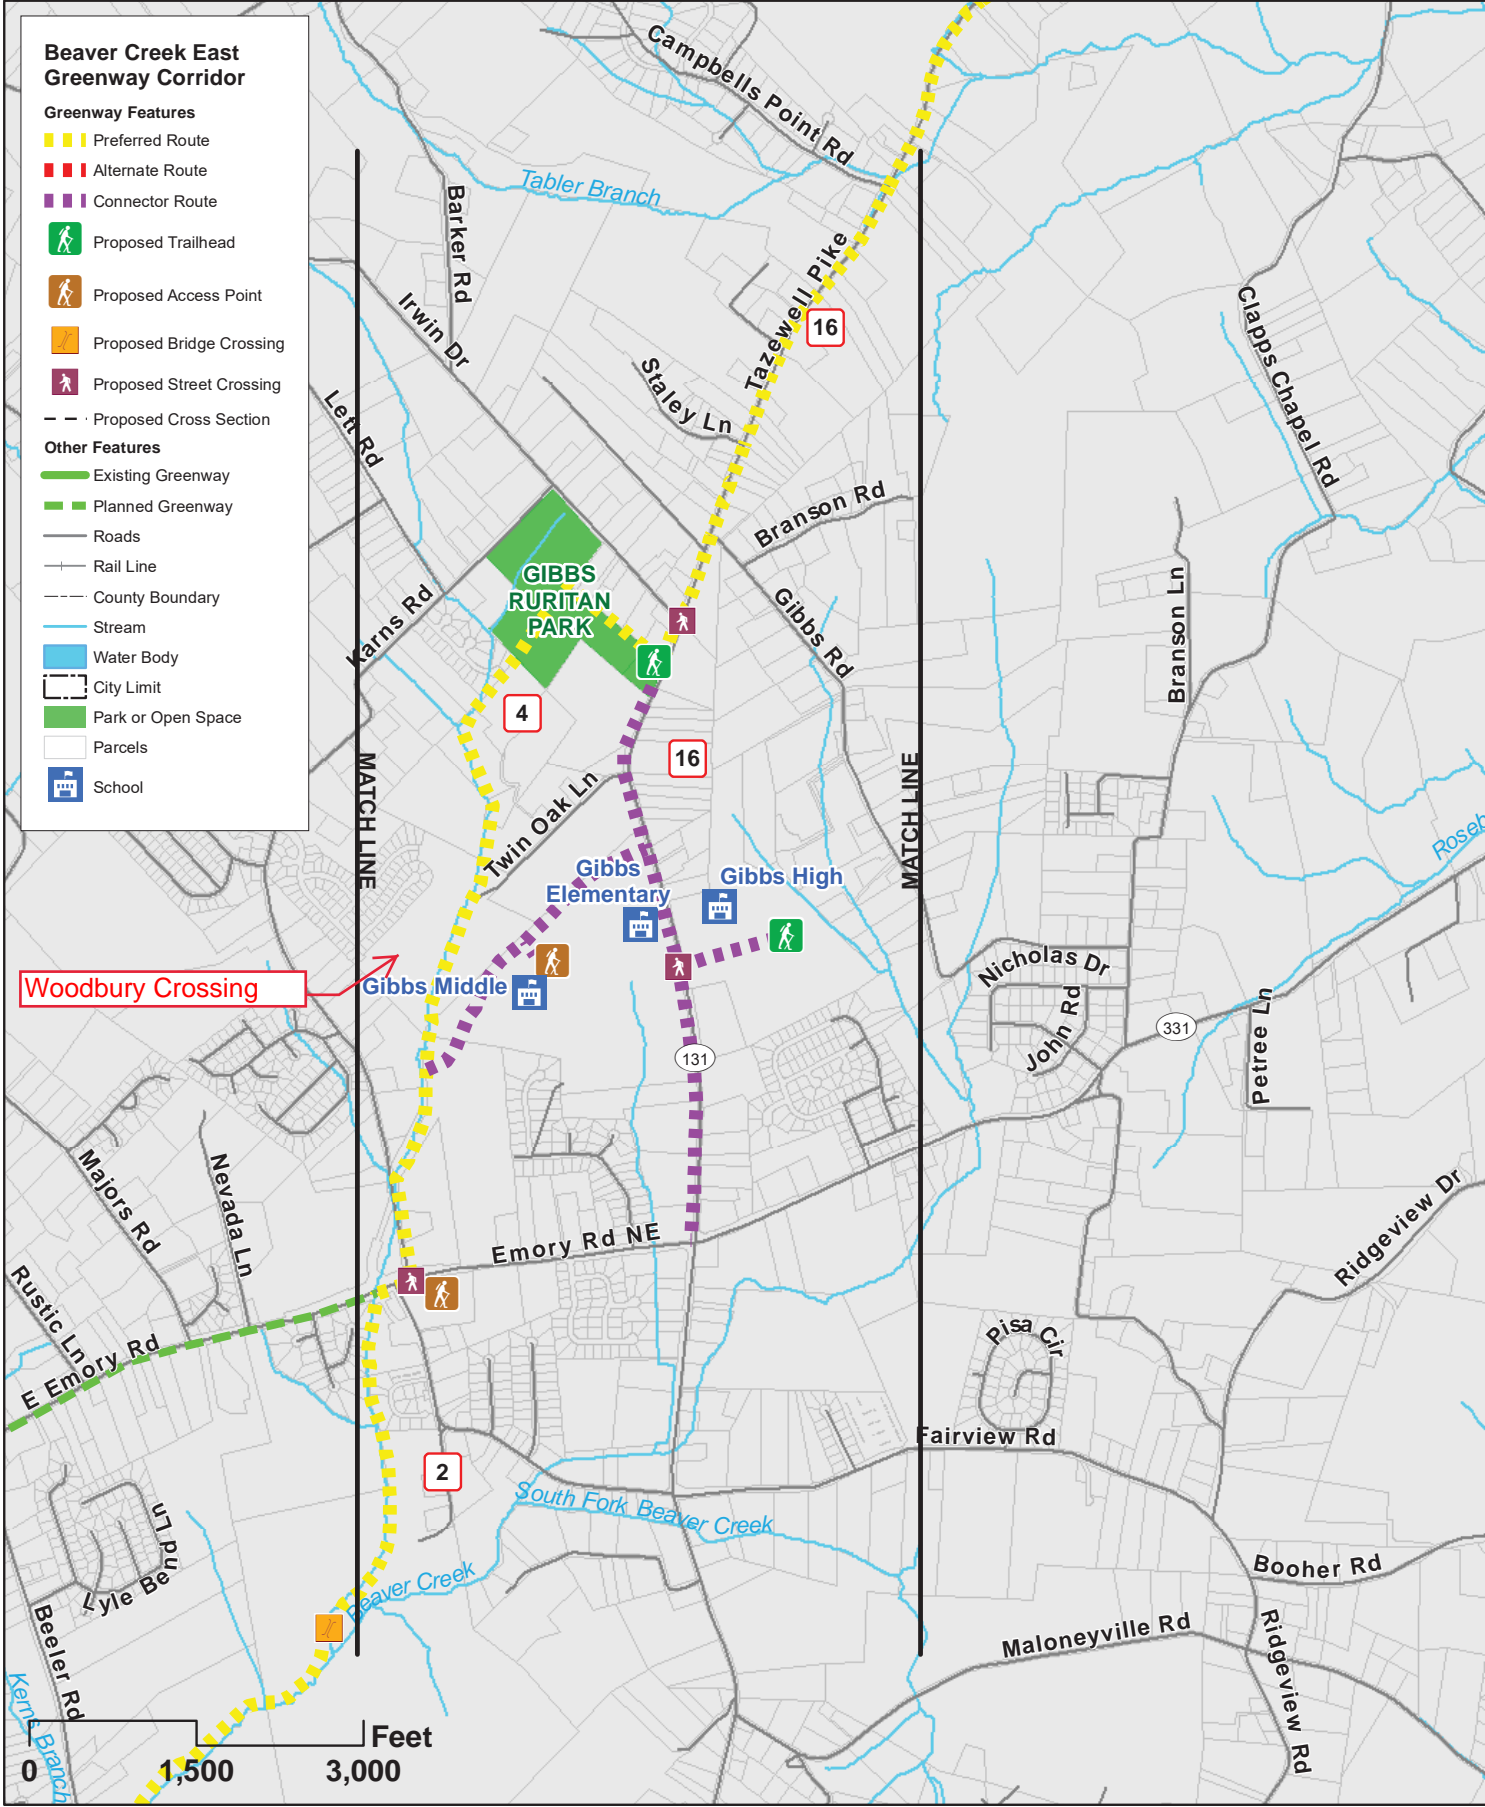 Beaver Creek East
Greenway Corridor
Greenway Features
Preferred Route
Alternate Route
Connector Route
Proposed Trailhead
Proposed Access Point
Proposed Bridge Crossing
Proposed Street Crossing
Proposed Cross Section
Other Features
Existing Greenway
Planned Greenway
Roads
Rail Line
County Boundary
Stream
Water Body
City Limit
Park or Open Space
Parcels
School
Campbells Point Rd
Tabler Branch
Barker Rd
Tazewell Pike
16
Irwin Dr
Clapps Chapel Rd
Staley Ln
Lett Rd
Branson Rd
GIBBS
RURITAN
PARK
Karns Rd
Gibbs Rd
Branson Ln
4
16
MATCH LINE
MATCH LINE
Twin Oak Ln
Roseb
Gibbs
Elementary
Gibbs High
Woodbury Crossing
Gibbs Middle
Nicholas Dr
John Rd
331
Petree Ln
131
Majors Rd
Nevada Ln
Emory Rd NE
Ridgeview Dr
Rustic Ln
E Emory Rd
Pisa Cir
Fairview Rd
2
South Fork Beaver Creek
Lyle Be
nd Ln
Beaver Creek
Booher Rd
Beeler Rd
Maloneyville Rd
Ridgeview Rd
Kerns Branch
Feet
0
1,500
3,000